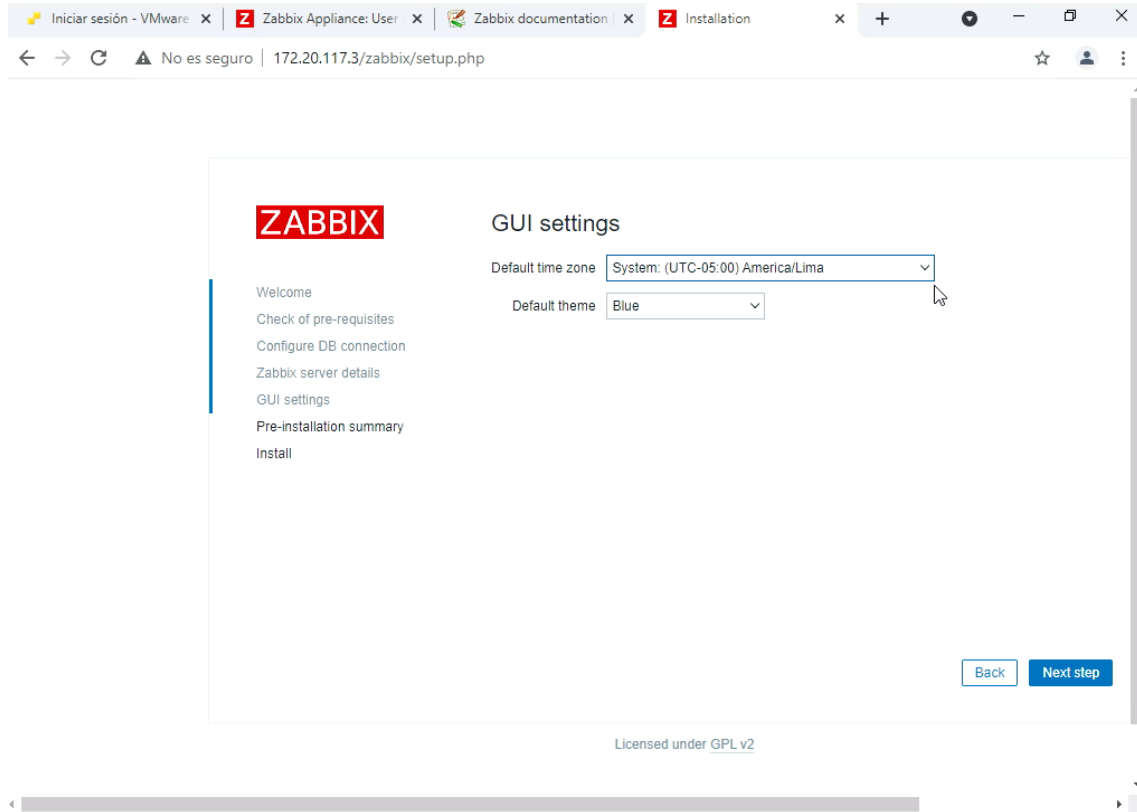 Iniciar sesión - VMware
Zabbix Appliance: User
Zabbix documentation
Installation
No es seguro
172.20.117.3/zabbix/setup.php
ZABBIX
Welcome
Check of pre-requisites
Configure DB connection
Zabbix server details
GUI settings
Pre-installation summary
Install
GUI settings
Default time zone System: (UTC-05:00) America/Lima
Default theme Blue
Back Next step
Licensed under GPL v2